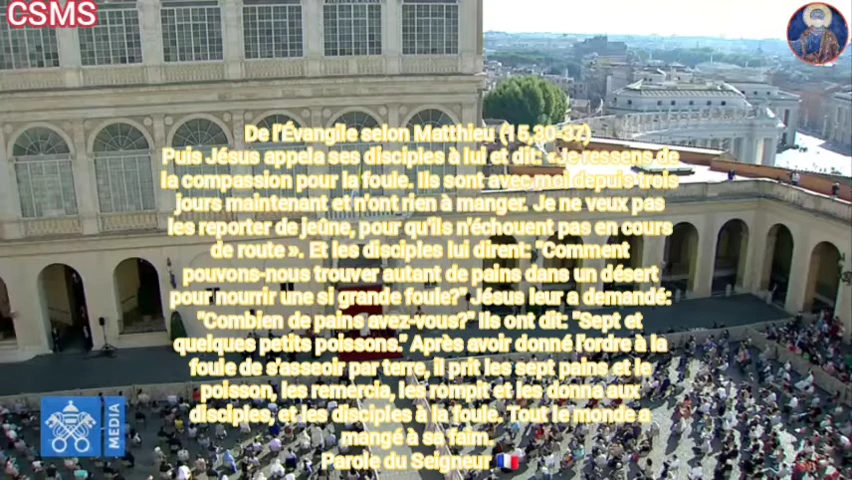 CSMS
De l'Évangile selon Matthieu (15,30-37)
Puis Jésus appela ses disciples à lui et dit: «Je ressens de
la compassion pour la foule. Ils sont avec moi depuis trois
jours maintenant et n'ont rien à manger. Je ne veux pas
les reporter de jeûne, pour qu'ils n'échouent pas en cours
de route ». Et les disciples lui dirent: "Comment
pouvons-nous trouver autant de pains dans un désert
pour nourrir une si grande foule?" Jésus leur a demandé:
"Combien de pains avez-vous?" Ils ont dit: "Sept et
quelques petits poissons." Après avoir donné l'ordre à la
foule de s'asseoir par terre, il prit les sept pains et le
poisson, les remercia, les rompit et les donna aux
disciples, et les disciples à la foule. Tout le monde a
mangé à sa faim.
Parole du Seigneur 🇫🇷
MEDIA